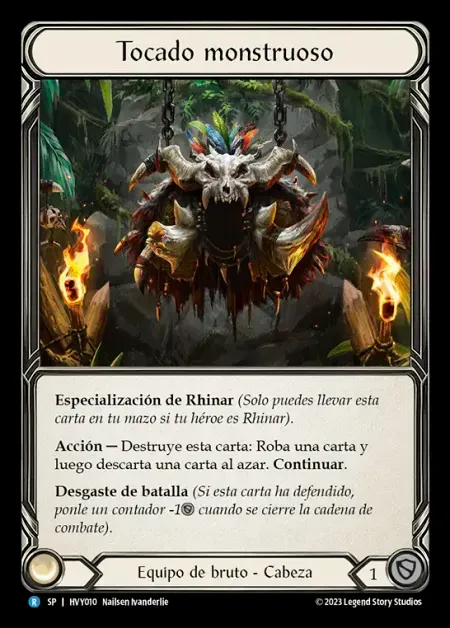 Tocado monstruoso
Especialización de Rhinar (Solo puedes llevar esta
carta en tu mazo si tu héroe es Rhinar).
Acción — Destruye esta carta: Roba una carta y
luego descarta una carta al azar. Continuar.
Desgaste de batalla (Si esta carta ha defendido,
ponle un contador -1 cuando se cierre la cadena de
combate).
Equipo de bruto - Cabeza
1
R SP | HVY010 Nailsen Ivanderlie
© 2023 Legend Story Studios